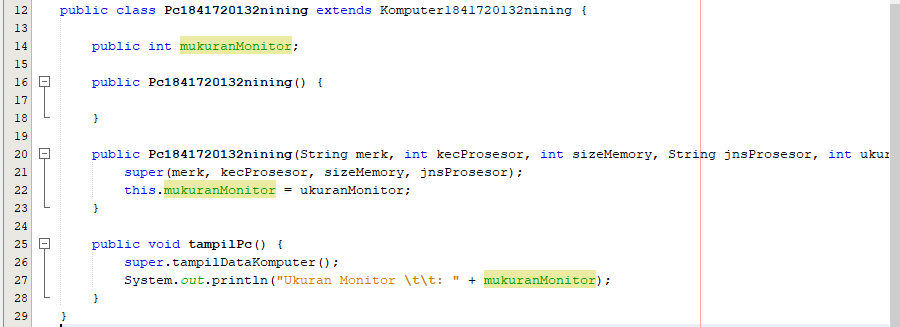 12 public class Pc1841720132nining extends Komputer1841720132nining {
13
14 public int mukuranMonitor;
15
16 public Pc1841720132nining() {
17
18 }
19
20 public Pc1841720132nining(String merk, int kecProsesor, int sizeMemory, String jnsProsesor, int ukur
21 super(merk, kecProsesor, sizeMemory, jnsProsesor);
22 this.mukuranMonitor = ukuranMonitor;
23 }
24
25 public void tampilPc() {
26 super.tampilDataKomputer();
27 System.out.println("Ukuran Monitor \t\t: " + mukuranMonitor);
28 }
29 }